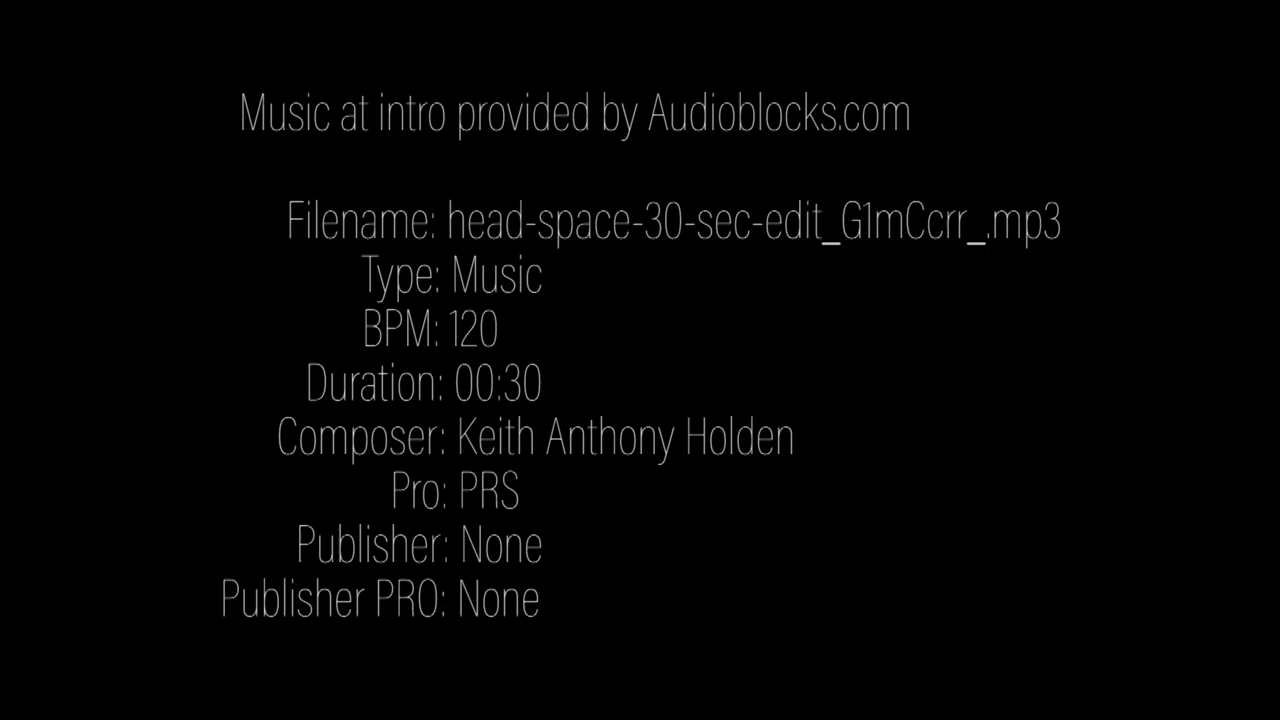 Music at intro provided by Audioblocks.com
Filename: head-space-30-sec-edit_G1mCcrr_.mp3
Type: Music
BPM: 120
Duration: 00:30
Composer: Keith Anthony Holden
Pro: PRS
Publisher: None
Publisher PRO: None